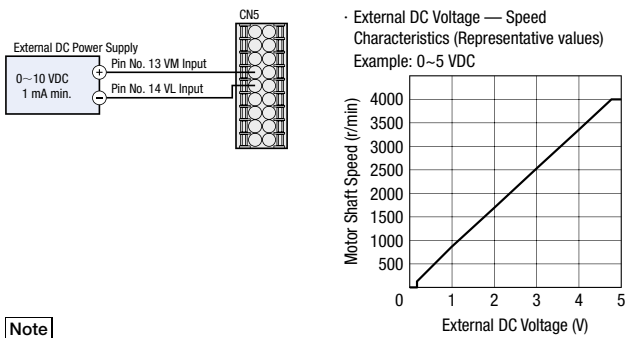 CN5
External DC Power Supply
0~10 VDC
1 mA min.
+
Pin No. 13 VM Input
−
Pin No. 14 VL Input
Note
· External DC Voltage — Speed
Characteristics (Representative values)
Example: 0~5 VDC
Motor Shaft Speed (r/min)
4000
3500
3000
2500
2000
1500
1000
500
0 1 2 3 4 5
External DC Voltage (V)